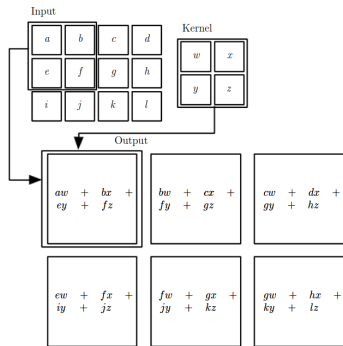 Input
Kernel
a b c d
w x
e f g h
y z
i j k l
Output
aw + bx +
ey + fz
bw + cx +
fy + gz
cw + dx +
gy + hz
ew + fx +
iy + jz
fw + gx +
jy + kz
gw + hx +
ky + lz